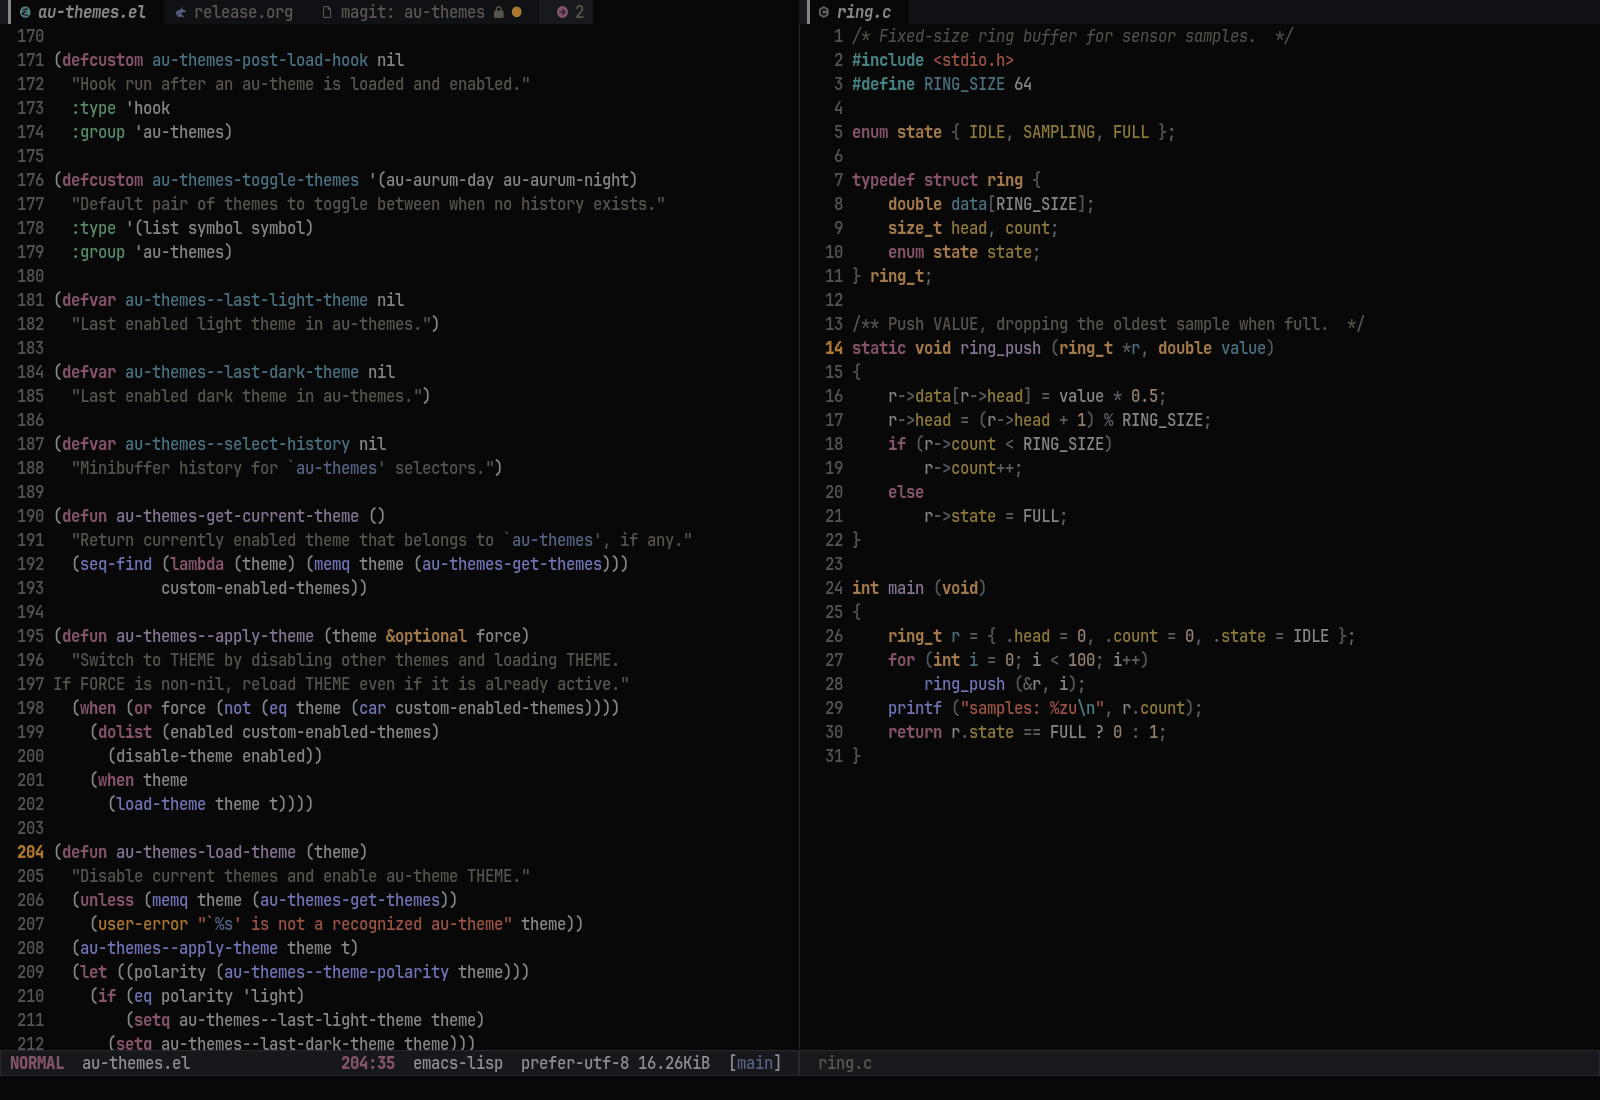 au-themes.el release.org magit: au-themes 2
170
171 (defcustom au-themes-post-load-hook nil
172   "Hook run after an au-theme is loaded and enabled."
173   :type 'hook
174   :group 'au-themes)
175
176 (defcustom au-themes-toggle-themes '(au-aurum-day au-aurum-night)
177   "Default pair of themes to toggle between when no history exists."
178   :type '(list symbol symbol)
179   :group 'au-themes)
180
181 (defvar au-themes--last-light-theme nil
182   "Last enabled light theme in au-themes.")
183
184 (defvar au-themes--last-dark-theme nil
185   "Last enabled dark theme in au-themes.")
186
187 (defvar au-themes--select-history nil
188   "Minibuffer history for `au-themes' selectors.")
189
190 (defun au-themes-get-current-theme ()
191   "Return currently enabled theme that belongs to `au-themes', if any."
192   (seq-find (lambda (theme) (memq theme (au-themes-get-themes)))
193             custom-enabled-themes))
194
195 (defun au-themes--apply-theme (theme &optional force)
196   "Switch to THEME by disabling other themes and loading THEME.
197 If FORCE is non-nil, reload THEME even if it is already active."
198   (when (or force (not (eq theme (car custom-enabled-themes))))
199     (dolist (enabled custom-enabled-themes)
200       (disable-theme enabled))
201     (when theme
202       (load-theme theme t))))
203
204 (defun au-themes-load-theme (theme)
205   "Disable current themes and enable au-theme THEME."
206   (unless (memq theme (au-themes-get-themes))
207     (user-error "`%s' is not a recognized au-theme" theme))
208   (au-themes--apply-theme theme t)
209   (let ((polarity (au-themes--theme-polarity theme)))
210     (if (eq polarity 'light)
211         (setq au-themes--last-light-theme theme)
212       (setq au-themes--last-dark-theme theme)))
NORMAL au-themes.el 204:35 emacs-lisp prefer-utf-8 16.26KiB [main]
ring.c
1 /* Fixed-size ring buffer for sensor samples.  */
2 #include <stdio.h>
3 #define RING_SIZE 64
4
5 enum state { IDLE, SAMPLING, FULL };
6
7 typedef struct ring {
8     double data[RING_SIZE];
9     size_t head, count;
10     enum state state;
11 } ring_t;
12
13 /** Push VALUE, dropping the oldest sample when full.  */
14 static void ring_push (ring_t *r, double value)
15 {
16     r->data[r->head] = value * 0.5;
17     r->head = (r->head + 1) % RING_SIZE;
18     if (r->count < RING_SIZE)
19         r->count++;
20     else
21         r->state = FULL;
22 }
23
24 int main (void)
25 {
26     ring_t r = { .head = 0, .count = 0, .state = IDLE };
27     for (int i = 0; i < 100; i++)
28         ring_push (&r, i);
29     printf ("samples: %zu\n", r.count);
30     return r.state == FULL ? 0 : 1;
31 }
ring.c